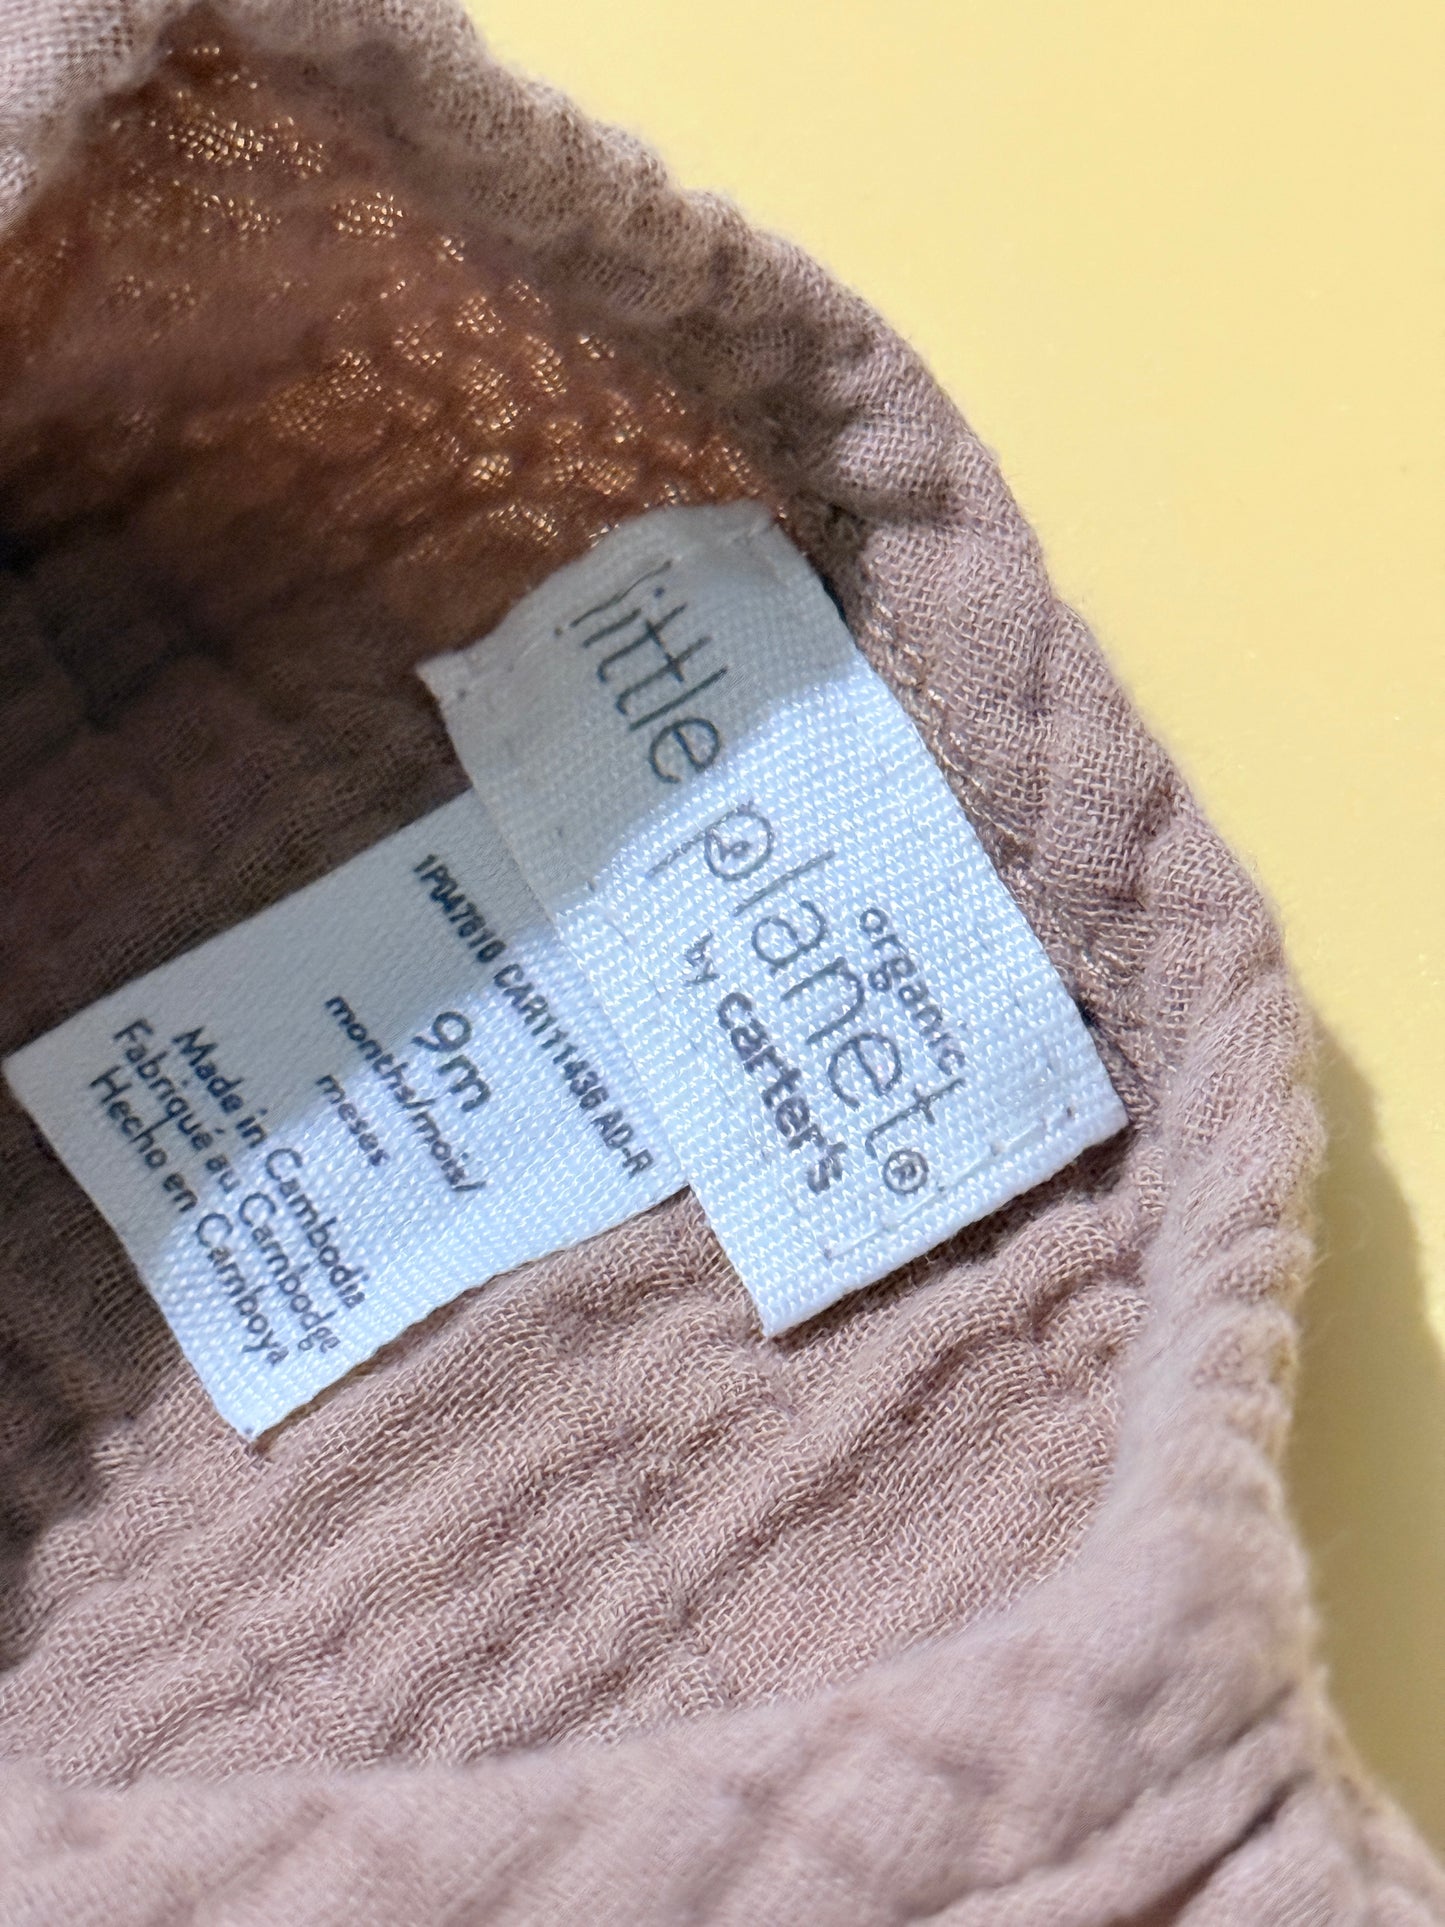 little
planet®
organic
by carter's
1P047610 CAR111436 AD-R
9m
months/mois/
meses
Made in Cambodia
Fabriqué au Cambodge
Hecho en Camboya